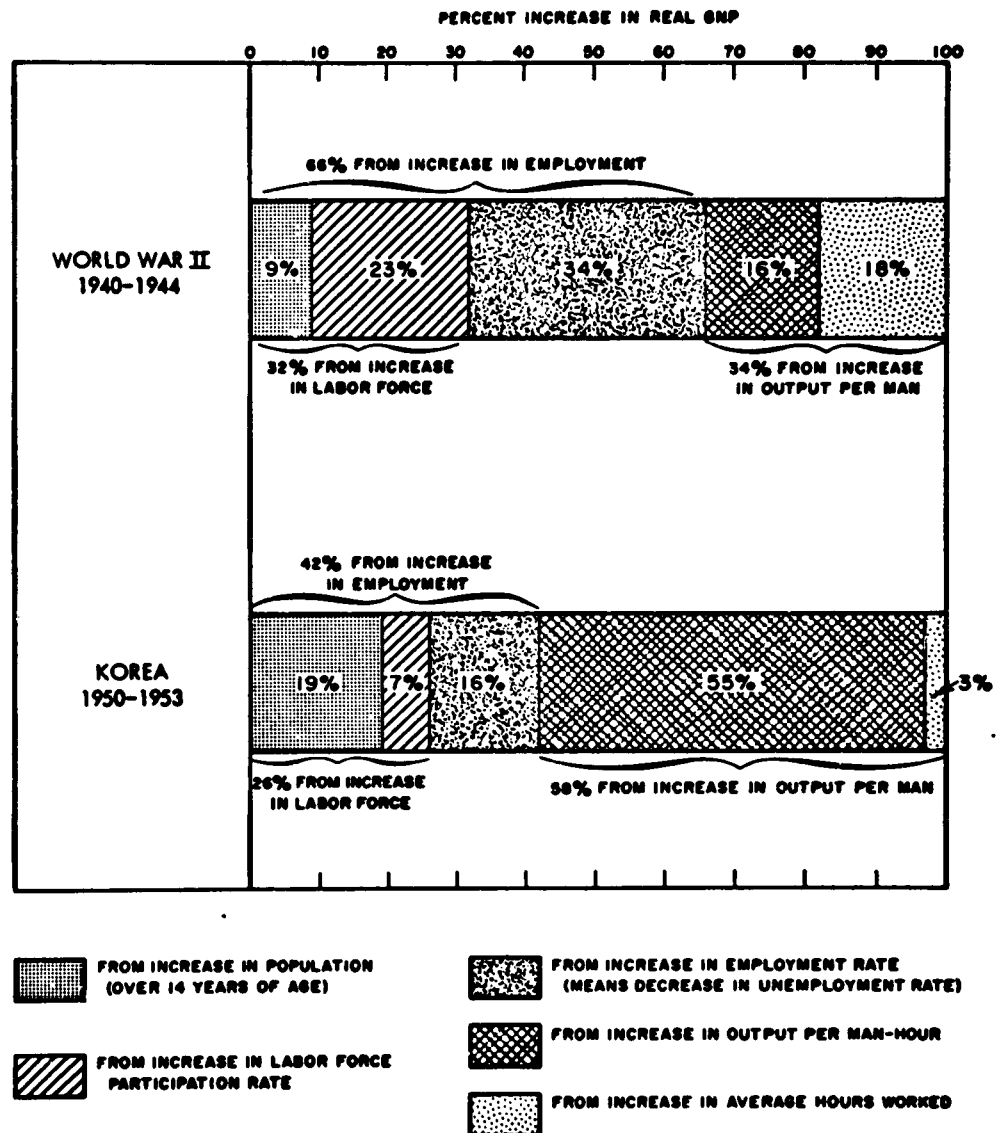 PERCENT INCREASE IN REAL GNP
0 10 20 30 40 50 60 70 80 90 100
66% FROM INCREASE IN EMPLOYMENT
WORLD WAR II
1940-1944
9% 23% 34% 16% 18%
32% FROM INCREASE
IN LABOR FORCE
34% FROM INCREASE
IN OUTPUT PER MAN
42% FROM INCREASE
IN EMPLOYMENT
KOREA
1950-1953
19% 7% 16% 55% 3%
26% FROM INCREASE
IN LABOR FORCE
58% FROM INCREASE IN OUTPUT PER MAN
FROM INCREASE IN POPULATION
(OVER 14 YEARS OF AGE)
FROM INCREASE IN LABOR FORCE
PARTICIPATION RATE
FROM INCREASE IN EMPLOYMENT RATE
(MEANS DECREASE IN UNEMPLOYMENT RATE)
FROM INCREASE IN OUTPUT PER MAN-HOUR
FROM INCREASE IN AVERAGE HOURS WORKED